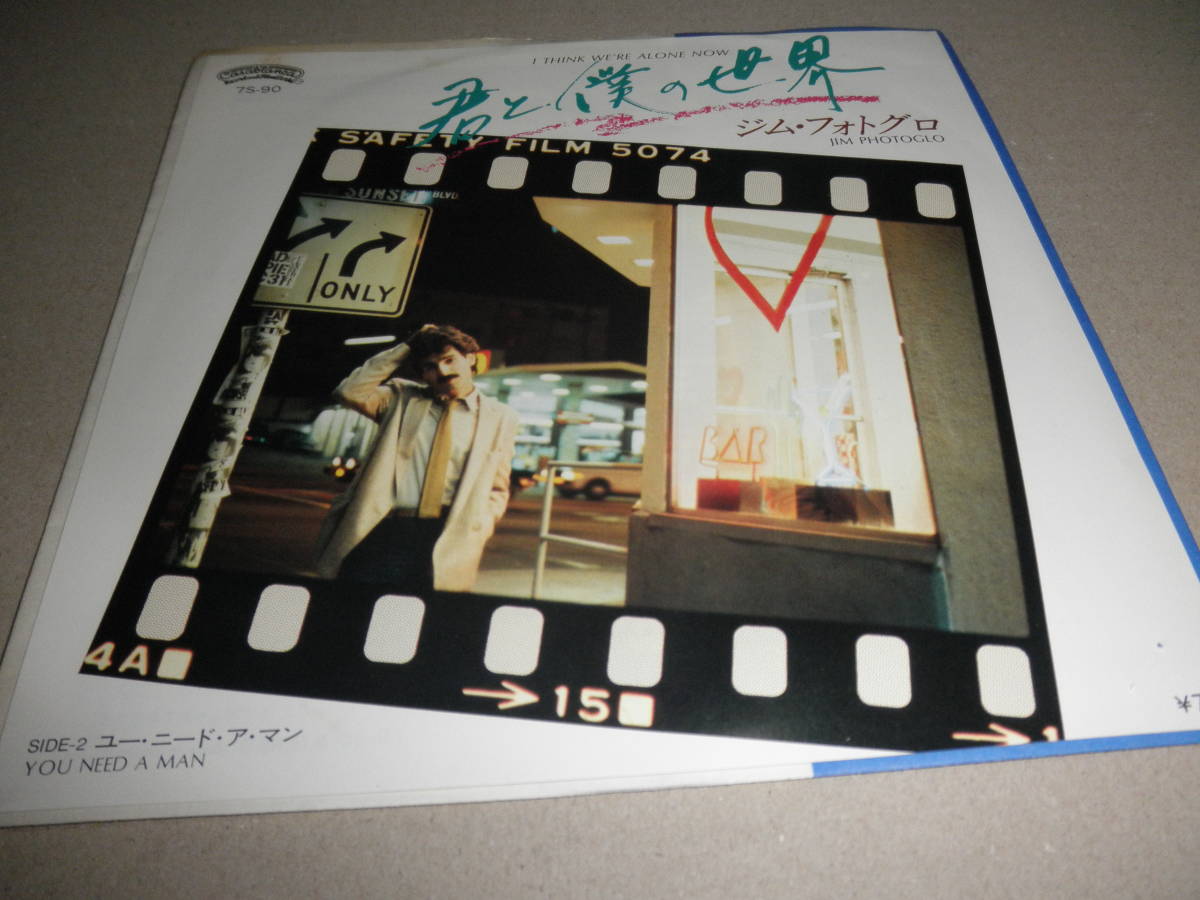 Casablanca
7S-90
I THINK WE'RE ALONE NOW
君と僕の世界
ジム・フォトグロ
JIM PHOTOGLO
SAFETY FILM 5074
SUNSET BLVD
ONLY
BAR
4A
→15
→1
SIDE-2 ユー・ニード・ア・マン
YOU NEED A MAN